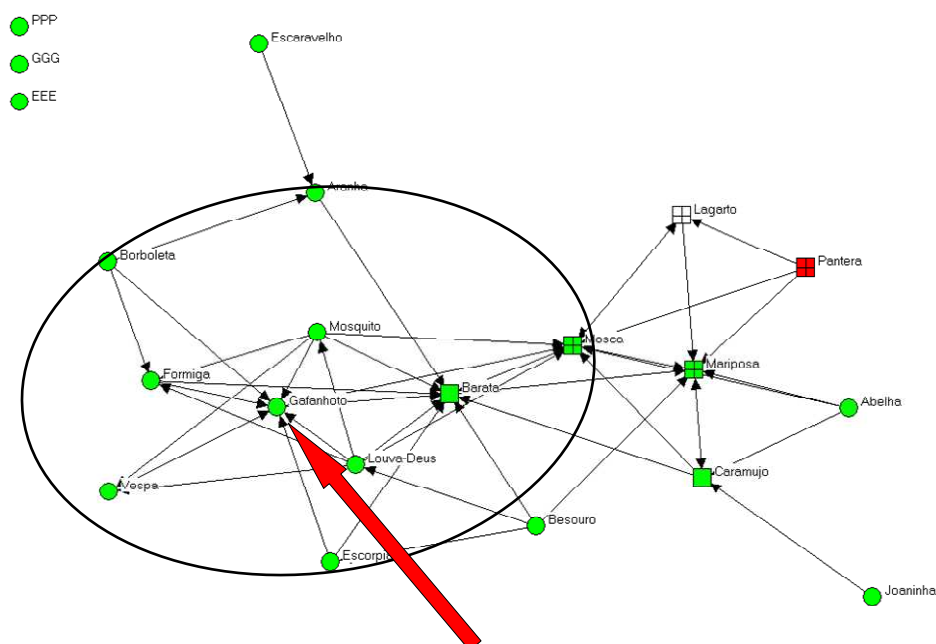 PPP
Escaravelho
GGG
EEE
Aranha
Lagarto
Borboleta
Pantera
Mosquito
Mosca
Mariposa
Formiga
Barata
Gafanhoto
Abelha
Louva-Deus
Caramujo
Vespa
Besouro
Joaninha